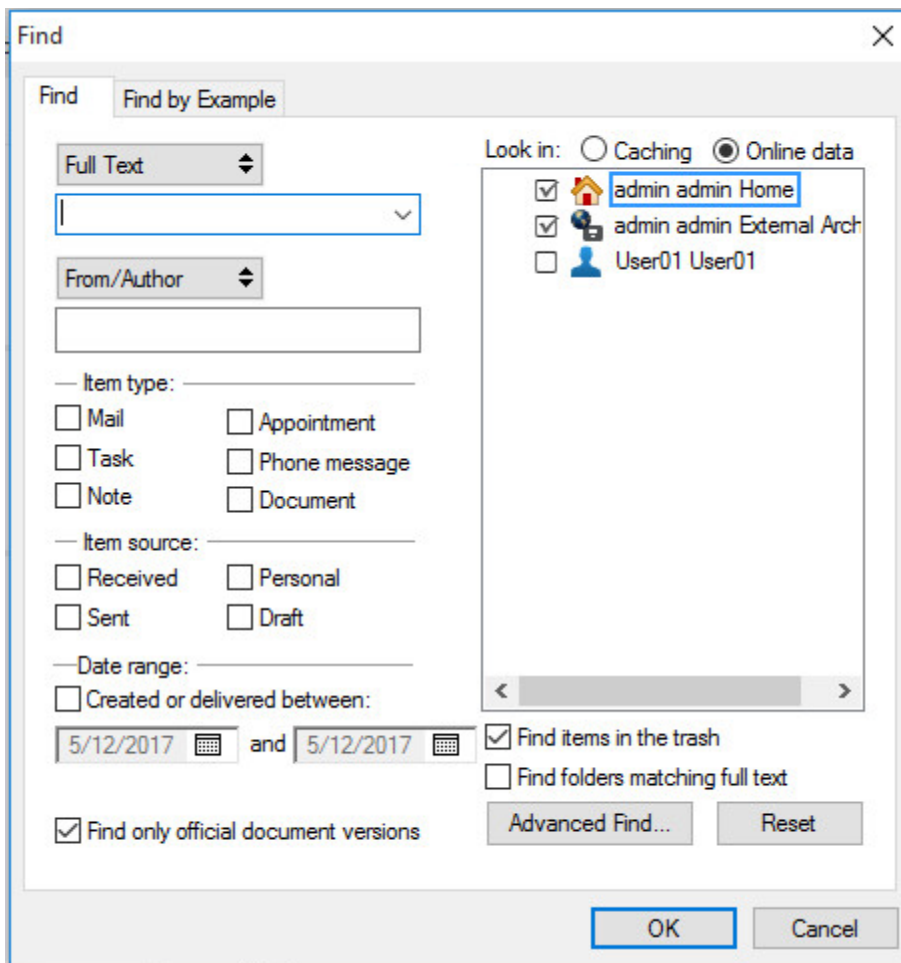 Find
Find
Find by Example
Full Text
From/Author
Item type:
Mail
Appointment
Task
Phone message
Note
Document
Item source:
Received
Personal
Sent
Draft
Date range:
Created or delivered between:
5/12/2017 and 5/12/2017
Find only official document versions
Look in: Caching Online data
admin admin Home
admin admin External Arch
User01 User01
Find items in the trash
Find folders matching full text
Advanced Find...
Reset
OK
Cancel